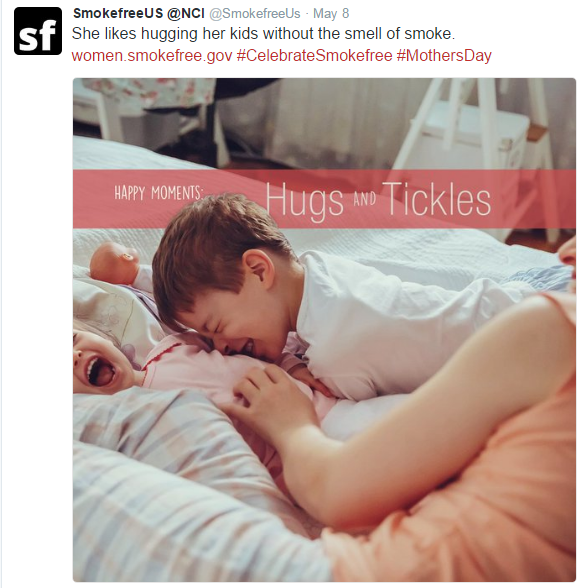 sf
SmokefreeUS @NCI @SmokefreeUs · May 8
She likes hugging her kids without the smell of smoke.
women.smokefree.gov #CelebrateSmokefree #MothersDay
HAPPY MOMENTS: Hugs AND Tickles